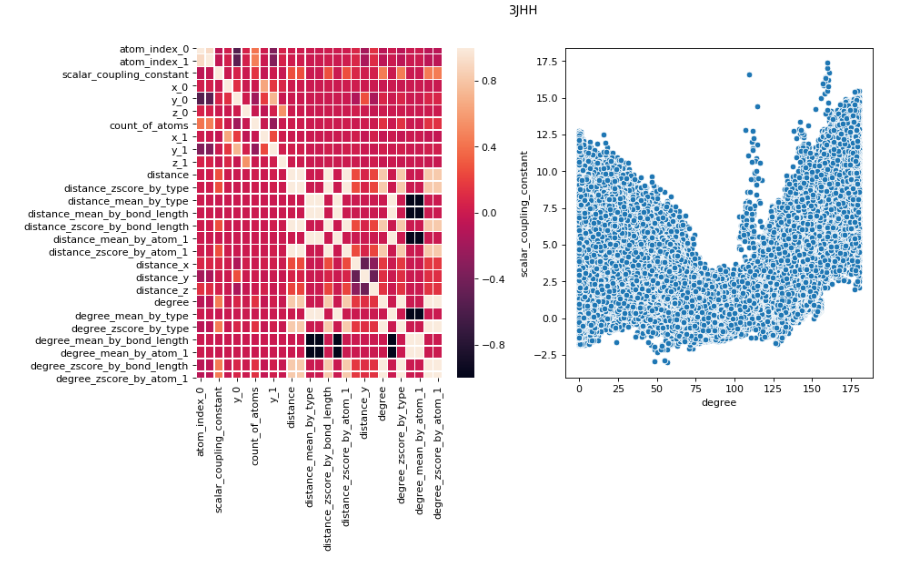 3JHH
atom_index_0
atom_index_1
scalar_coupling_constant
x_0
y_0
z_0
count_of_atoms
x_1
y_1
z_1
distance
distance_zscore_by_type
distance_mean_by_type
distance_mean_by_bond_length
distance_zscore_by_bond_length
distance_mean_by_atom_1
distance_zscore_by_atom_1
distance_x
distance_y
distance_z
degree
degree_mean_by_type
degree_zscore_by_type
degree_mean_by_bond_length
degree_mean_by_atom_1
degree_zscore_by_bond_length
degree_zscore_by_atom_1
atom_index_0
scalar_coupling_constant
y_0
count_of_atoms
y_1
distance
distance_mean_by_type
distance_zscore_by_bond_length
distance_zscore_by_atom_1
distance_y
degree
degree_zscore_by_type
degree_mean_by_atom_1
degree_zscore_by_atom_1
0.8
0.4
0.0
−0.4
−0.8
scalar_coupling_constant
17.5
15.0
12.5
10.0
7.5
5.0
2.5
0.0
−2.5
0 25 50 75 100 125 150 175
degree